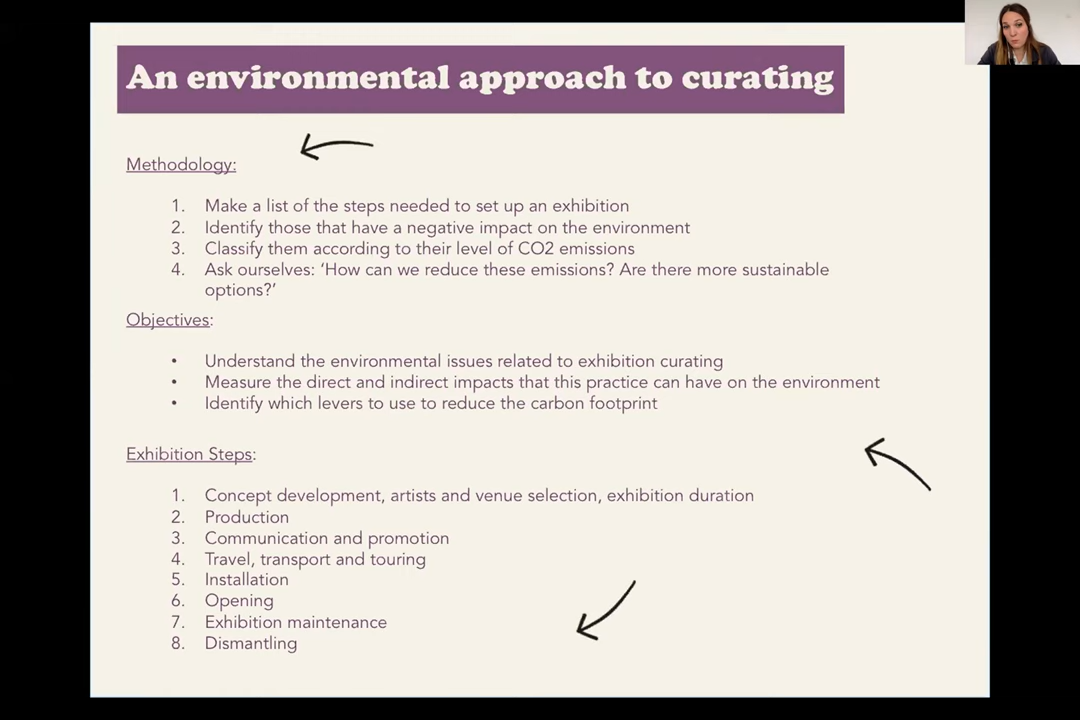 An environmental approach to curating
Methodology:
1. Make a list of the steps needed to set up an exhibition
2. Identify those that have a negative impact on the environment
3. Classify them according to their level of CO2 emissions
4. Ask ourselves: ‘How can we reduce these emissions? Are there more sustainable
options?’
Objectives:
• Understand the environmental issues related to exhibition curating
• Measure the direct and indirect impacts that this practice can have on the environment
• Identify which levers to use to reduce the carbon footprint
Exhibition Steps:
1. Concept development, artists and venue selection, exhibition duration
2. Production
3. Communication and promotion
4. Travel, transport and touring
5. Installation
6. Opening
7. Exhibition maintenance
8. Dismantling